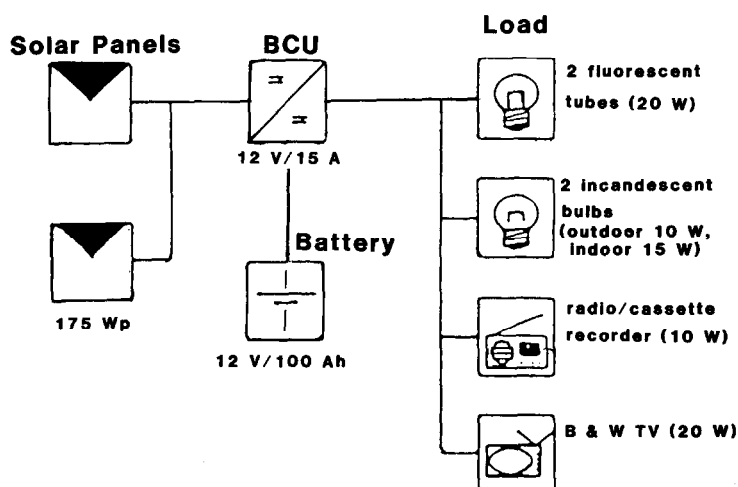 Solar Panels
BCU
Load
12 V/15 A
175 Wp
Battery
12 V/100 Ah
2 fluorescent
tubes (20 W)
2 incandescent
bulbs
(outdoer 10 W,
indoor 15 W)
radio/cassette
recorder (10 W)
B & W TV (20 W)